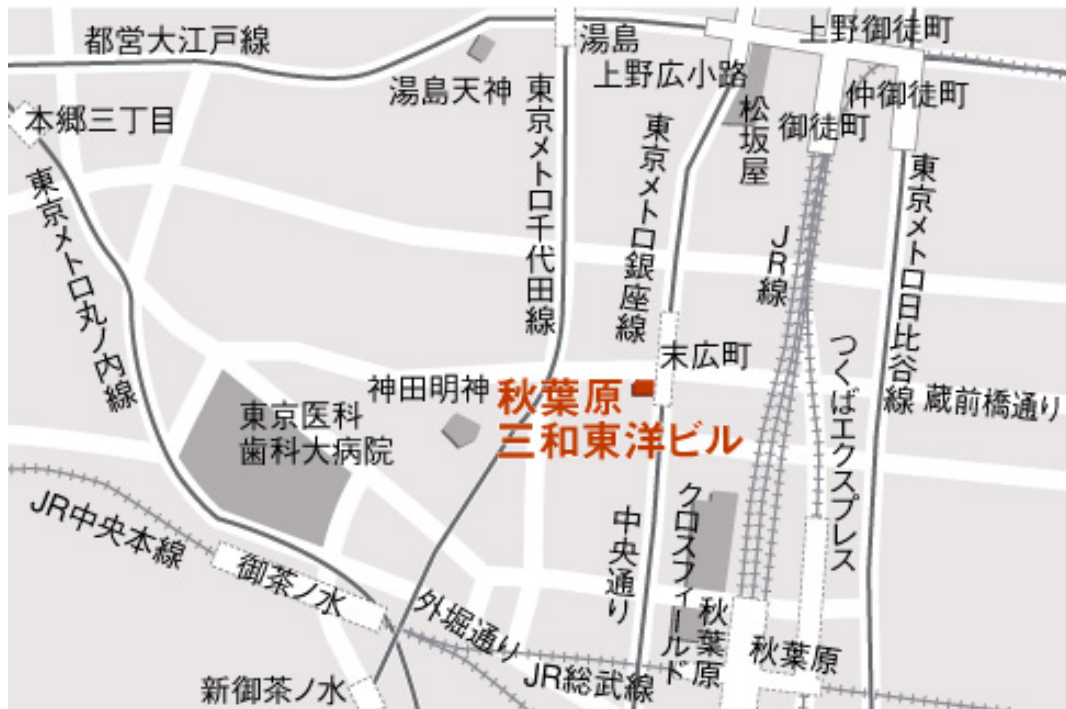 都営大江戸線
湯島
上野御徒町
湯島天神
上野広小路
仲御徒町
本郷三丁目
松坂屋
御徒町
東京メトロ丸ノ内線
東京メトロ千代田線
東京メトロ銀座線
JR線
東京メトロ日比谷線
末広町
つくばエクスプレス
蔵前橋通り
神田明神
秋葉原
三和東洋ビル
東京医科
歯科大病院
クロスフィールド
中央通り
JR中央本線
御茶ノ水
外堀通り
秋葉原
秋葉原
JR総武線
新御茶ノ水